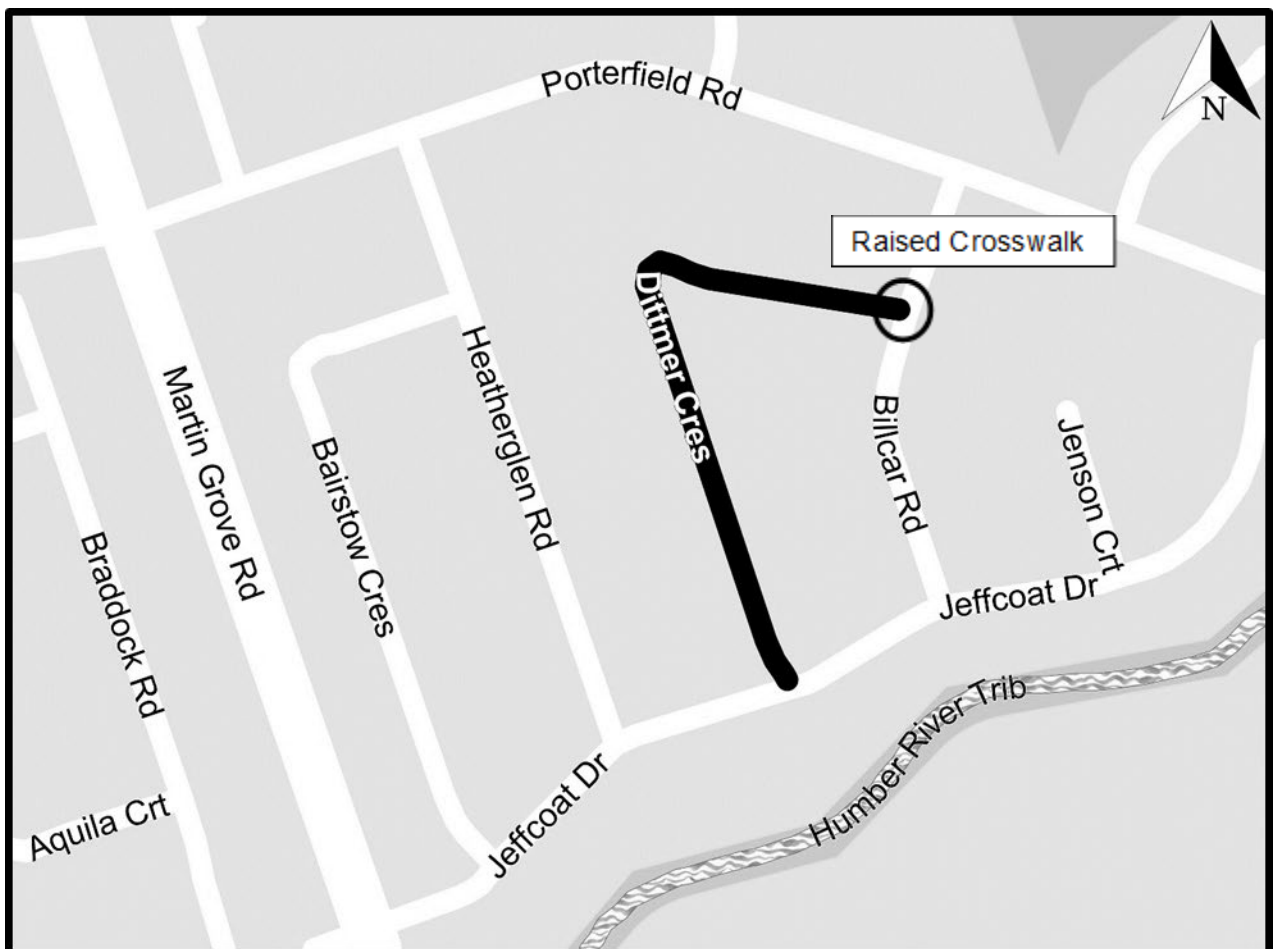 Porterfield Rd
N
Raised Crosswalk
Dittmer Cres
Heatherglen Rd
Martin Grove Rd
Billcar Rd
Jenson Crt
Bairstow Cres
Braddock Rd
Jeffcoat Dr
Humber River Trib
Jeffcoat Dr
Aquila Crt